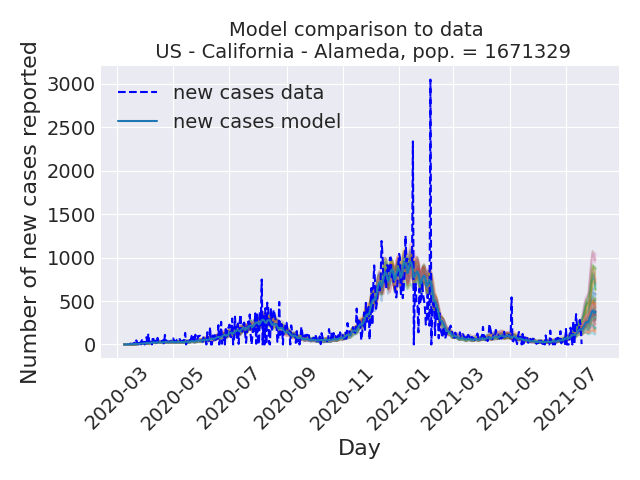 Model comparison to data
US - California - Alameda, pop. = 1671329
Number of new cases reported
3000
2500
2000
1500
1000
500
0
new cases data
new cases model
2020-03
2020-05
2020-07
2020-09
2020-11
2021-01
2021-03
2021-05
2021-07
Day